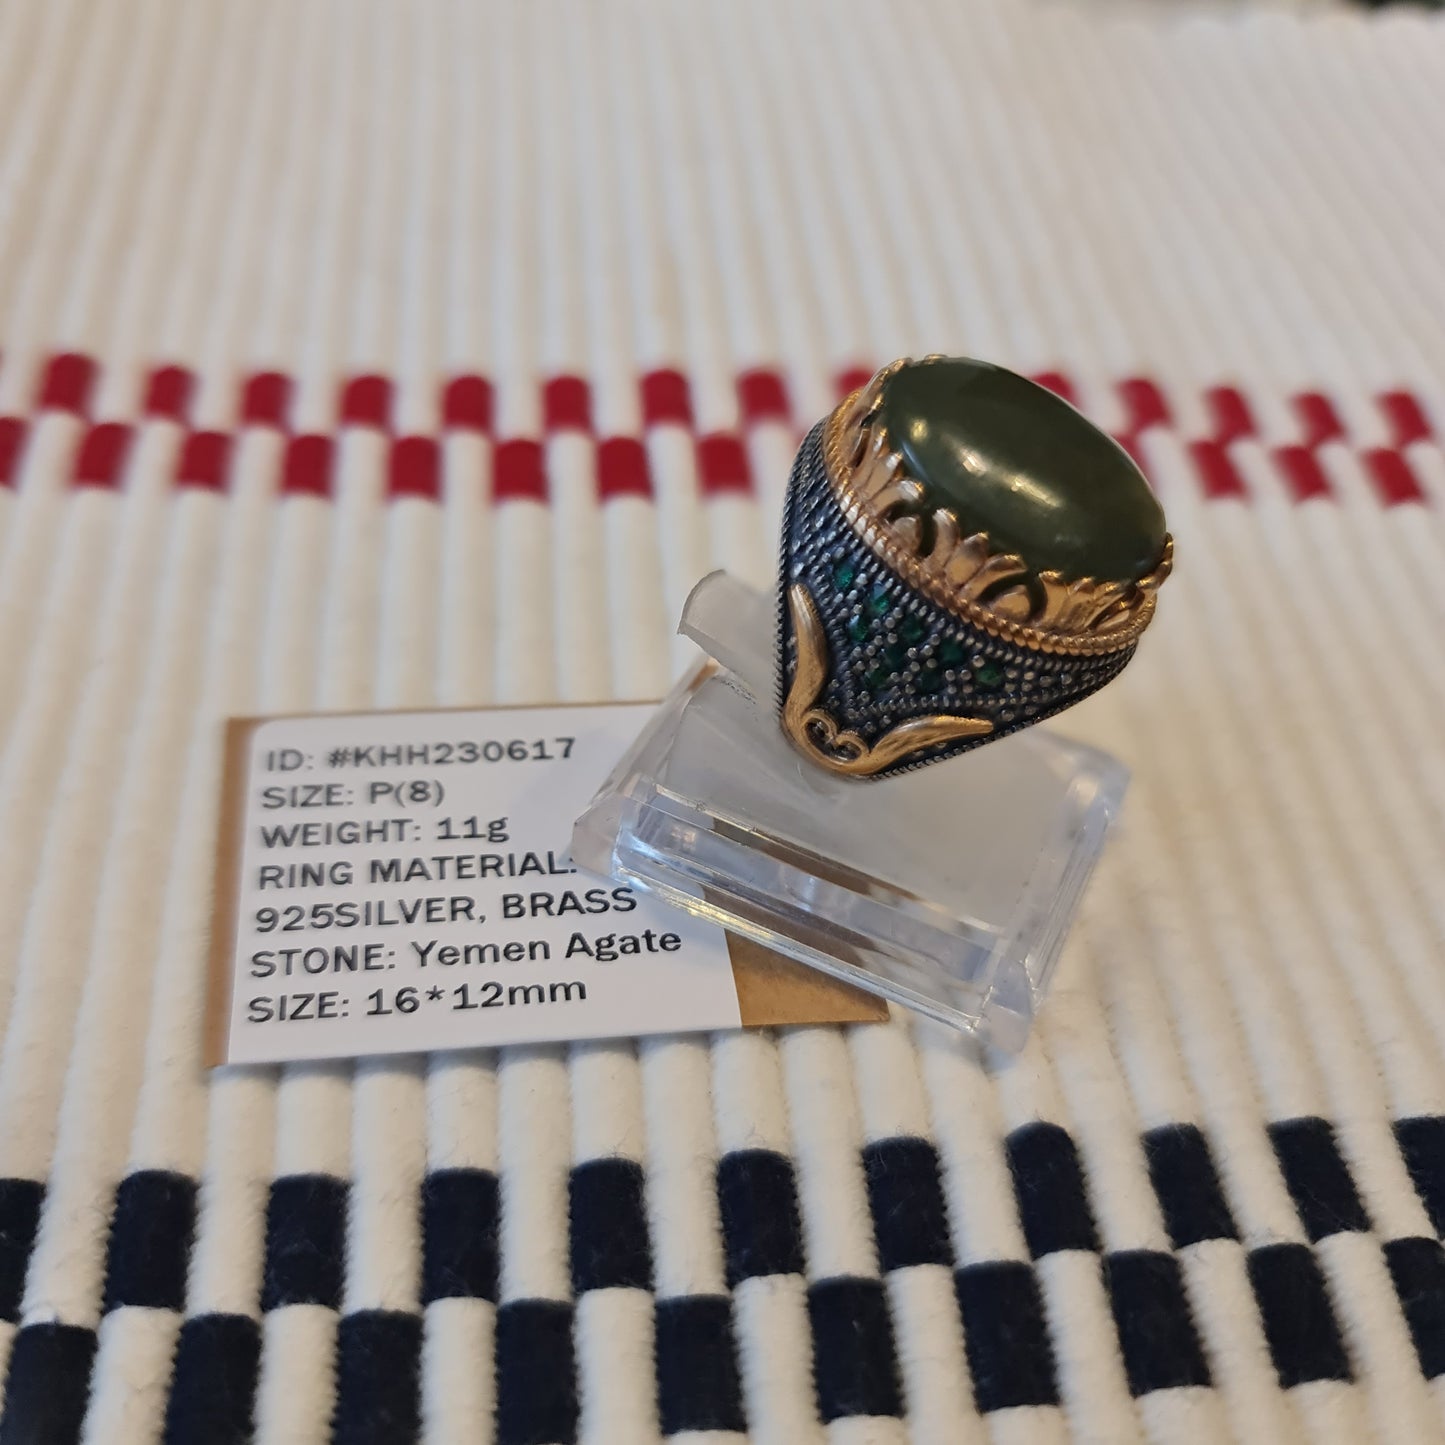 ID: #KHH230617
SIZE: P(8)
WEIGHT: 11g
RING MATERIAL:
925SILVER, BRASS
STONE: Yemen Agate
SIZE: 16*12mm